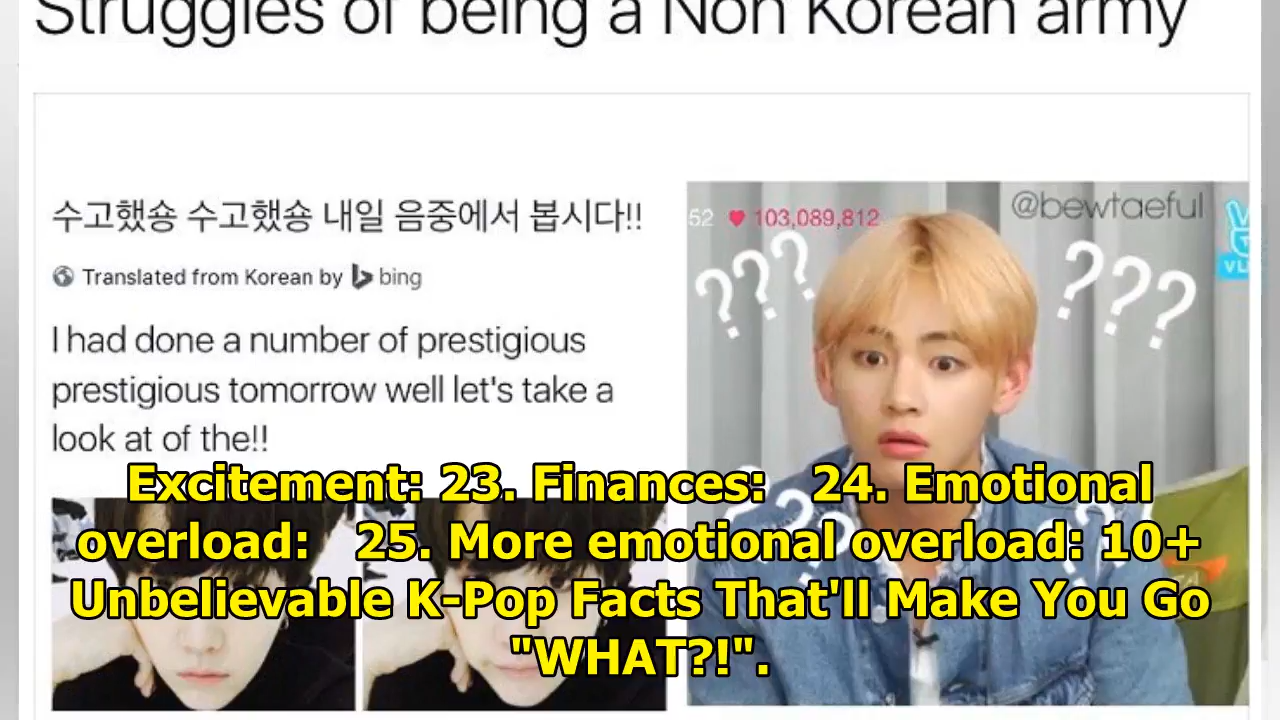 Struggles of being a Non Korean army
수고했숑 수고했숑 내일 음중에서 봅시다!!
Translated from Korean by bing
I had done a number of prestigious
prestigious tomorrow well let's take a
look at of the!!
52 103,089,812
@bewtaeful
???
???
Excitement: 23. Finances: 24. Emotional
overload: 25. More emotional overload: 10+
Unbelievable K-Pop Facts That'll Make You Go
"WHAT?!".